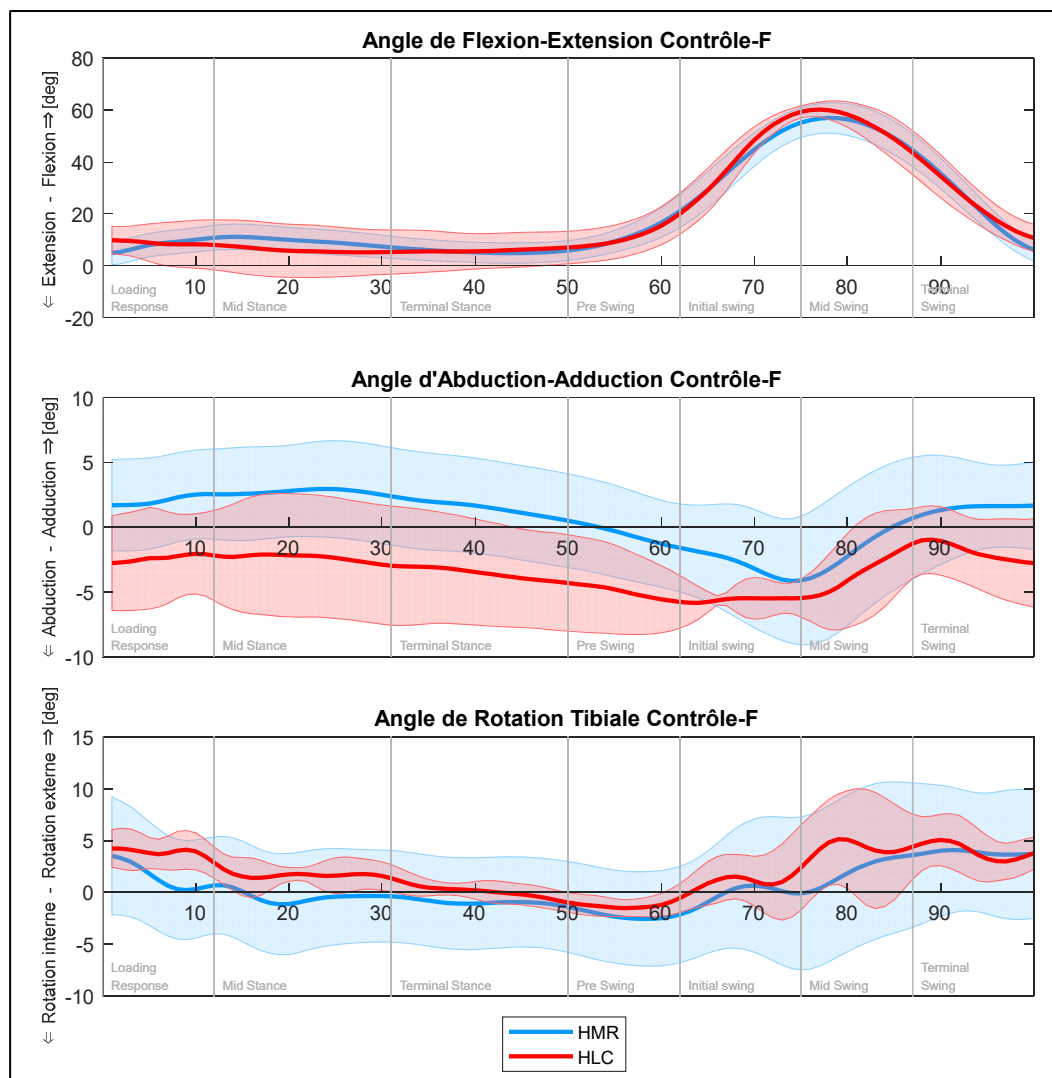 Angle de Flexion-Extension Contrôle-F
⇐ Extension - Flexion ⇒ [deg]
80
60
40
20
0
-20
10 20 30 40 50 60 70 80 90
Loading Response
Mid Stance
Terminal Stance
Pre Swing
Initial swing
Mid Swing
Terminal Swing
Angle d'Abduction-Adduction Contrôle-F
⇐ Abduction - Adduction ⇒ [deg]
10
5
0
-5
-10
10 20 30 40 50 60 70 80 90
Loading Response
Mid Stance
Terminal Stance
Pre Swing
Initial swing
Mid Swing
Terminal Swing
Angle de Rotation Tibiale Contrôle-F
⇐ Rotation interne - Rotation externe ⇒ [deg]
15
10
5
0
-5
-10
10 20 30 40 50 60 70 80 90
Loading Response
Mid Stance
Terminal Stance
Pre Swing
Initial swing
Mid Swing
Terminal Swing
HMR
HLC